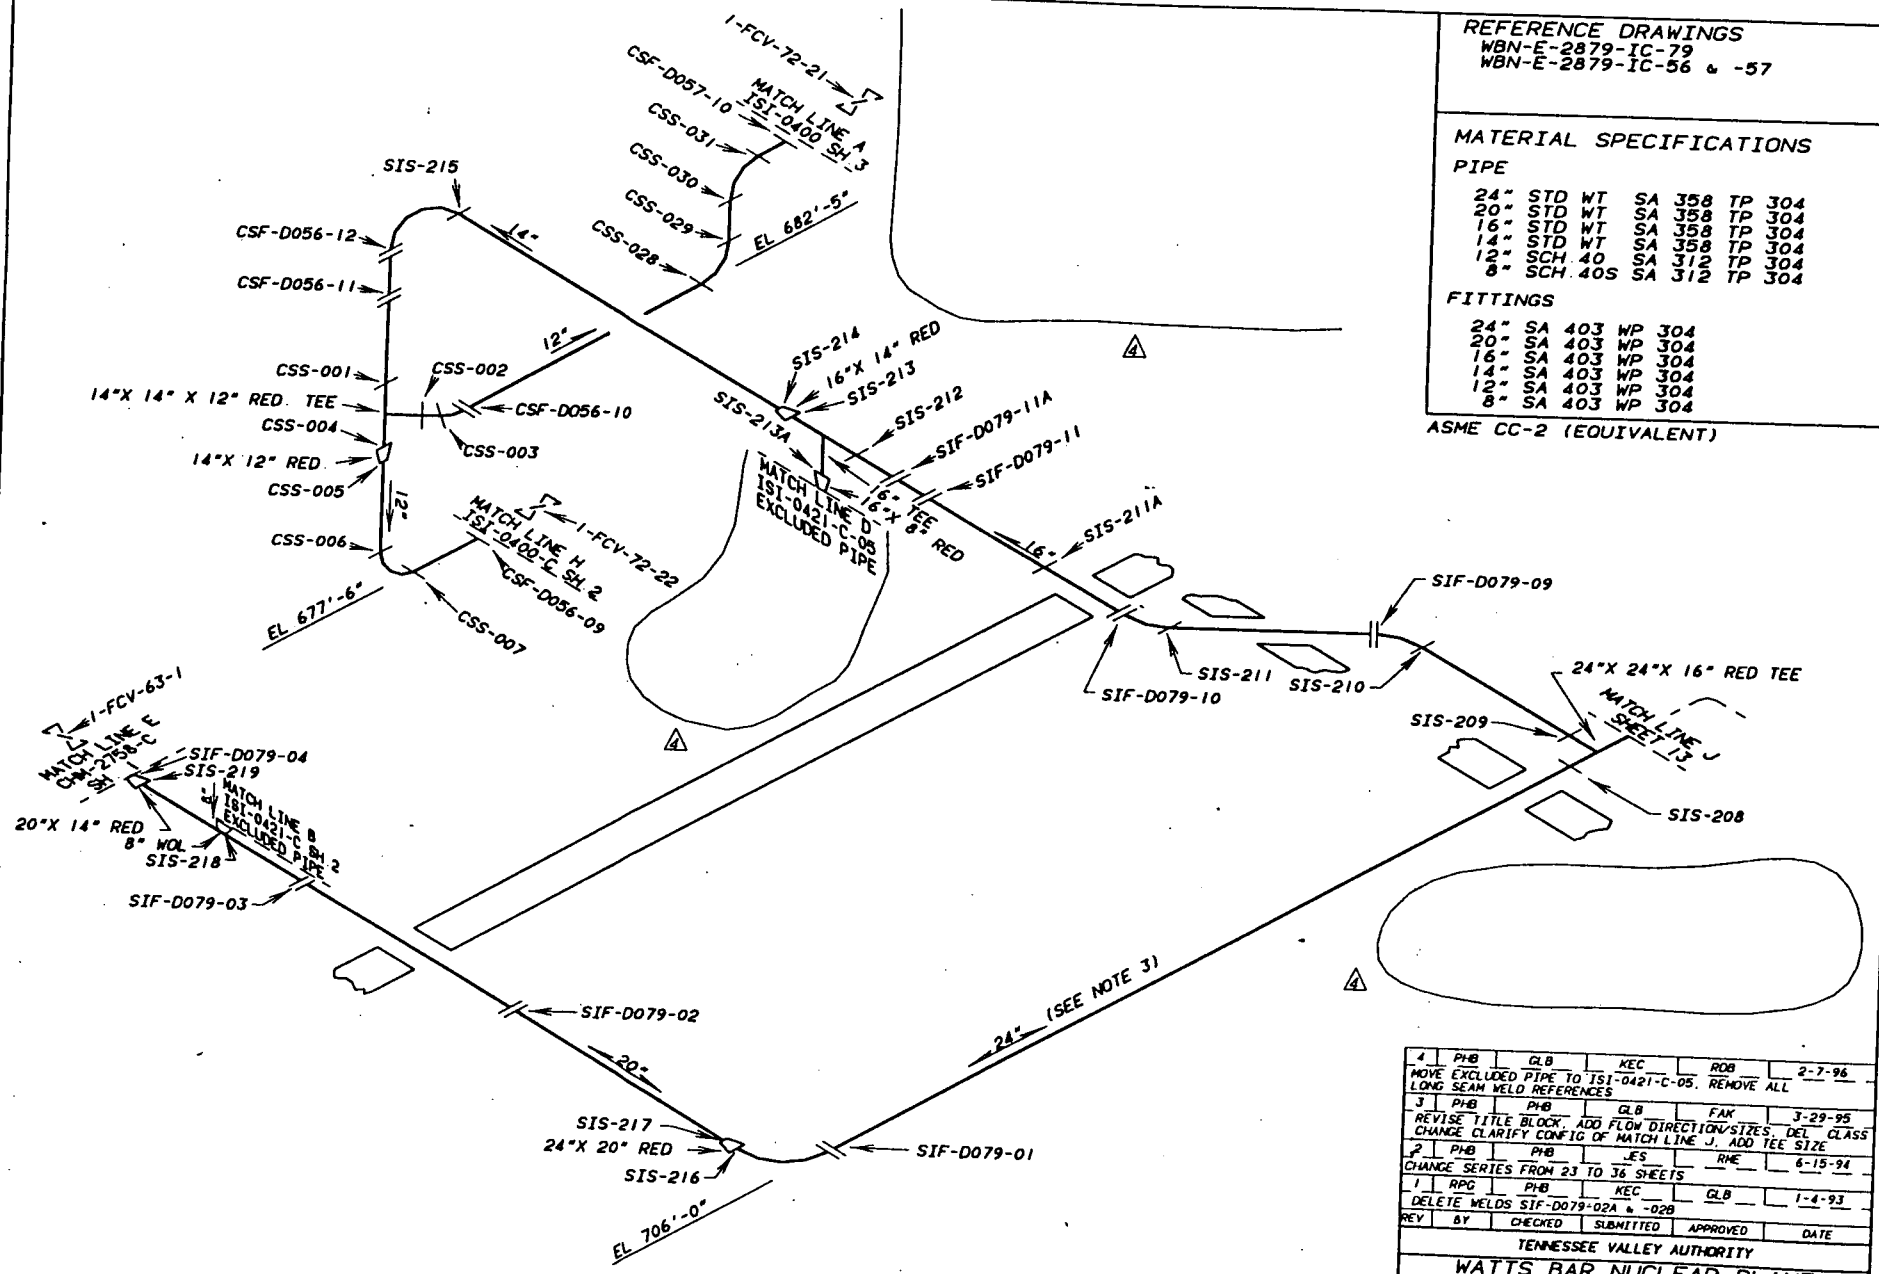 REFERENCE DRAWINGS
WBN-E-2879-IC-79
WBN-E-2879-IC-56 & -57
MATERIAL SPECIFICATIONS
PIPE
24" STD WT SA 358 TP 304
20" STD WT SA 358 TP 304
16" STD WT SA 358 TP 304
14" STD WT SA 358 TP 304
12" SCH 40 SA 312 TP 304
8" SCH 40S SA 312 TP 304
FITTINGS
24" SA 403 WP 304
20" SA 403 WP 304
16" SA 403 WP 304
14" SA 403 WP 304
12" SA 403 WP 304
8" SA 403 WP 304
ASME CC-2 (EQUIVALENT)
1-FCV-72-21
CSF-D057-10
MATCH LINE A
ISI-0400 SH 3
CSS-031
CSS-030
CSS-029
CSS-028
EL 682'-5"
SIS-215
14"
CSF-D056-12
CSF-D056-11
12"
CSS-001
CSS-002
14"X 14" X 12" RED. TEE
CSF-D056-10
CSS-004
CSS-003
14"X 12" RED.
CSS-005
12"
CSS-006
EL 677'-6"
CSS-007
MATCH LINE H
ISI-0400-C SH 2
1-FCV-72-22
CSF-D056-09
SIS-214
16"X 14" RED
SIS-213
SIS-213A
SIS-212
SIF-D079-11A
SIF-D079-11
MATCH LINE D
ISI-0421-C-05
EXCLUDED PIPE
16" TEE
16"X 8" RED
16"
SIS-211A
4
SIF-D079-09
SIS-211
SIS-210
SIF-D079-10
24"X 24"X 16" RED TEE
MATCH LINE J
SHEET 13
SIS-209
SIS-208
4
1-FCV-63-1
MATCH LINE E
CHM-2758-C
SH
SIF-D079-04
SIS-219
8"
MATCH LINE B
ISI-0421-C SH 2
EXCLUDED PIPE
20"X 14" RED
8" WOL
SIS-218
SIF-D079-03
SIF-D079-02
20"
24" (SEE NOTE 3)
4
SIS-217
24"X 20" RED
SIS-216
SIF-D079-01
EL 706'-0"
4 PHB GLB KEC RDB 2-7-96
MOVE EXCLUDED PIPE TO ISI-0421-C-05. REMOVE ALL
LONG SEAM WELD REFERENCES
3 PHB PHB GLB FAK 3-29-95
REVISE TITLE BLOCK, ADD FLOW DIRECTION/SIZES, DEL CLASS
CHANGE CLARIFY CONFIG OF MATCH LINE J, ADD TEE SIZE
2 PHB PHB JES RME 6-15-94
CHANGE SERIES FROM 23 TO 36 SHEETS
1 RPG PHB KEC GLB 1-4-93
DELETE WELDS SIF-D079-02A & -02B
REV BY CHECKED SUBMITTED APPROVED DATE
TENNESSEE VALLEY AUTHORITY
WATTS BAR NUCLEAR PLANT